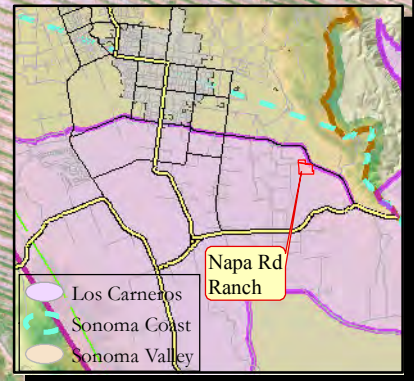 Napa Rd
Ranch
Los Carneros
Sonoma Coast
Sonoma Valley